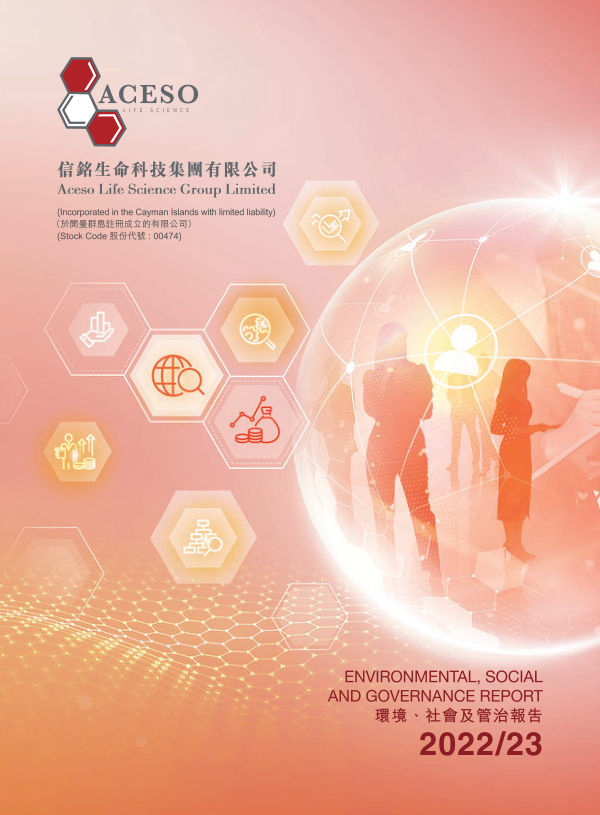 ACESO
LIFE SCIENCE
信銘生命科技集團有限公司
Aceso Life Science Group Limited
(Incorporated in the Cayman Islands with limited liability)
(於開曼群島註冊成立的有限公司)
(Stock Code 股份代號 : 00474)
ENVIRONMENTAL, SOCIAL
AND GOVERNANCE REPORT
環境、社會及管治報告
2022/23